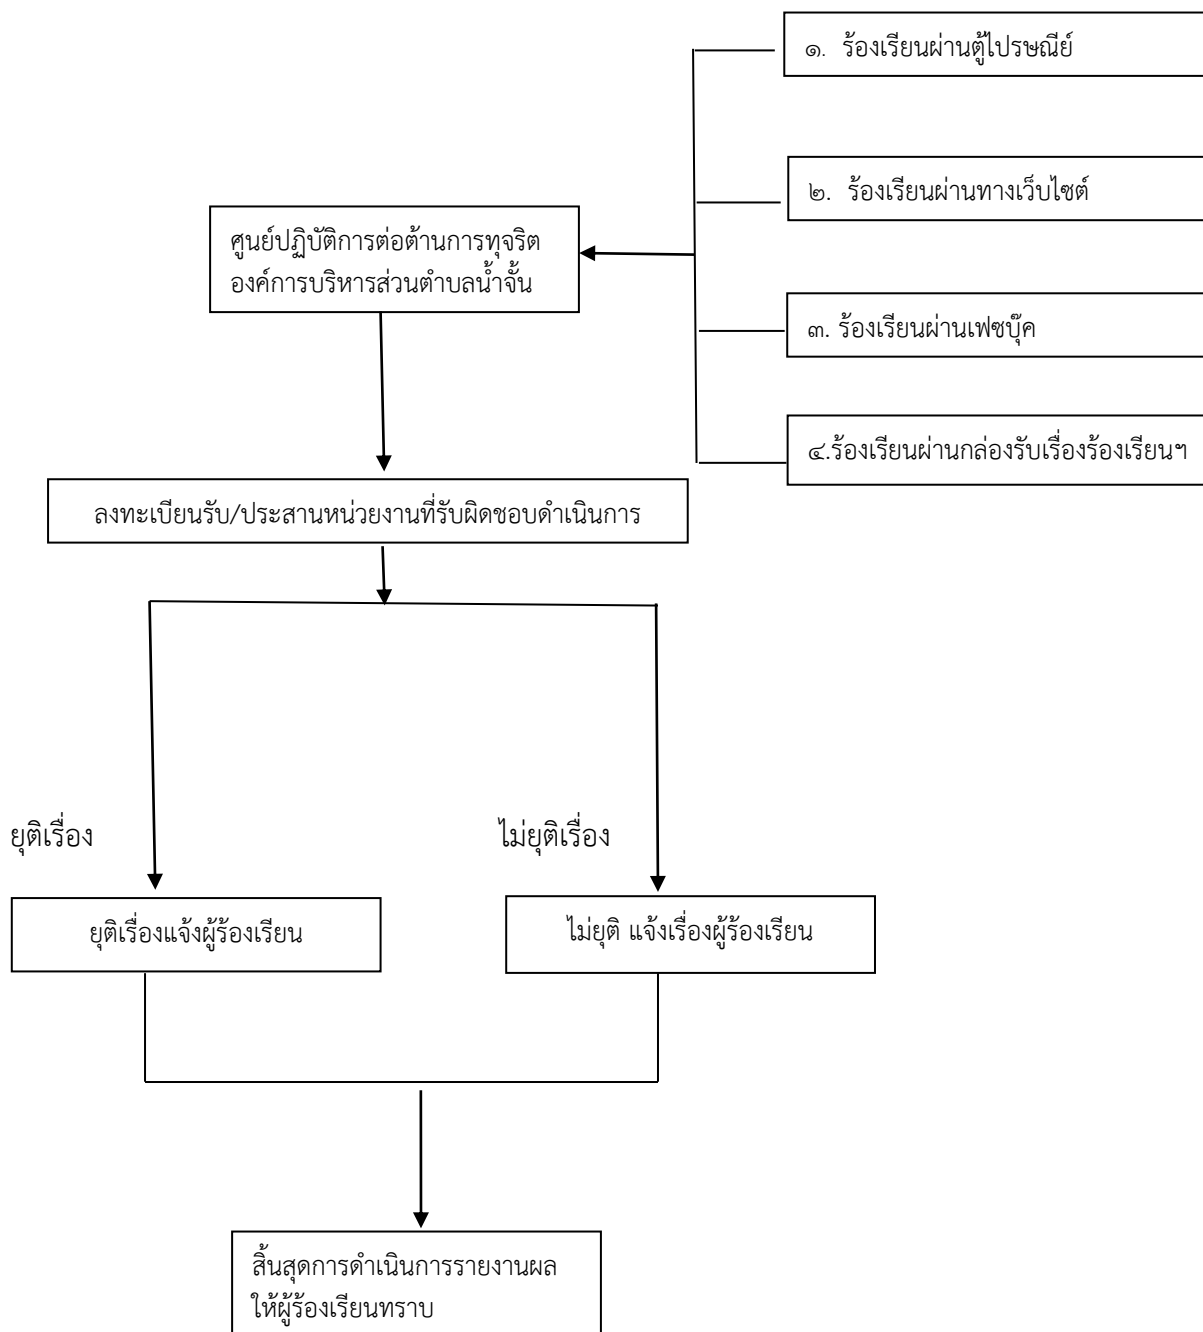 ๑. ร้องเรียนผ่านตู้ไปรษณีย์
๒. ร้องเรียนผ่านทางเว็บไซต์
ศูนย์ปฏิบัติการต่อต้านการทุจริต
องค์การบริหารส่วนตำบลน้ำจั้น
๓. ร้องเรียนผ่านเฟซบุ๊ค
๔.ร้องเรียนผ่านกล่องรับเรื่องร้องเรียนฯ
ลงทะเบียนรับ/ประสานหน่วยงานที่รับผิดชอบดำเนินการ
ยุติเรื่อง
ไม่ยุติเรื่อง
ยุติเรื่องแจ้งผู้ร้องเรียน
ไม่ยุติ แจ้งเรื่องผู้ร้องเรียน
สิ้นสุดการดำเนินการรายงานผล
ให้ผู้ร้องเรียนทราบ